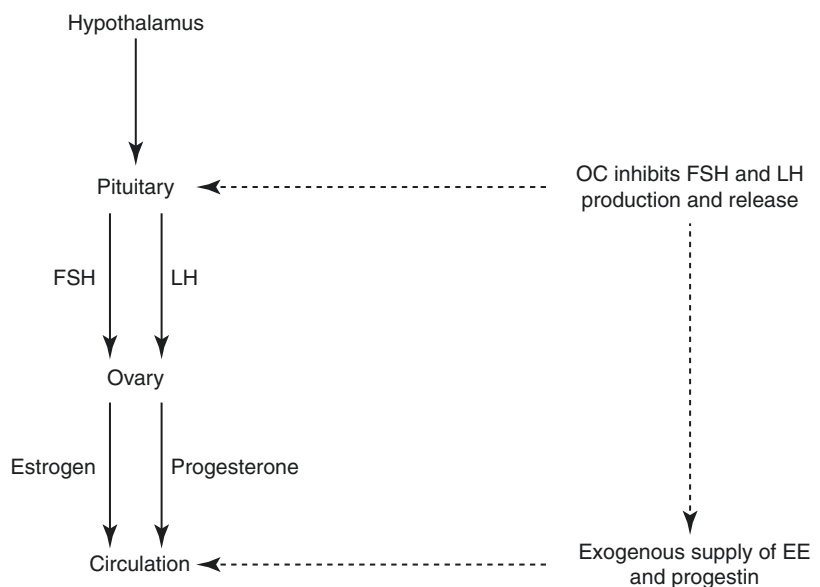 Hypothalamus
Pituitary
OC inhibits FSH and LH
production and release
FSH
LH
Ovary
Estrogen
Progesterone
Circulation
Exogenous supply of EE
and progestin